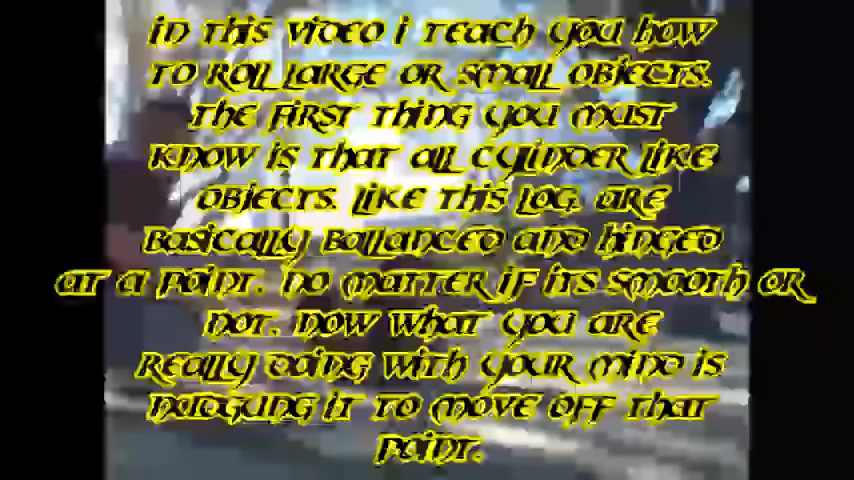 in this video i teach you how
to roll large or small objects.
the first thing you must
know is that all cylinder like
objects. like this log. are
basically ballanced and hinged
at a point. no matter if its smooth or
not. now what you are
really doing with your mind is
nudguing it to move off that
point.